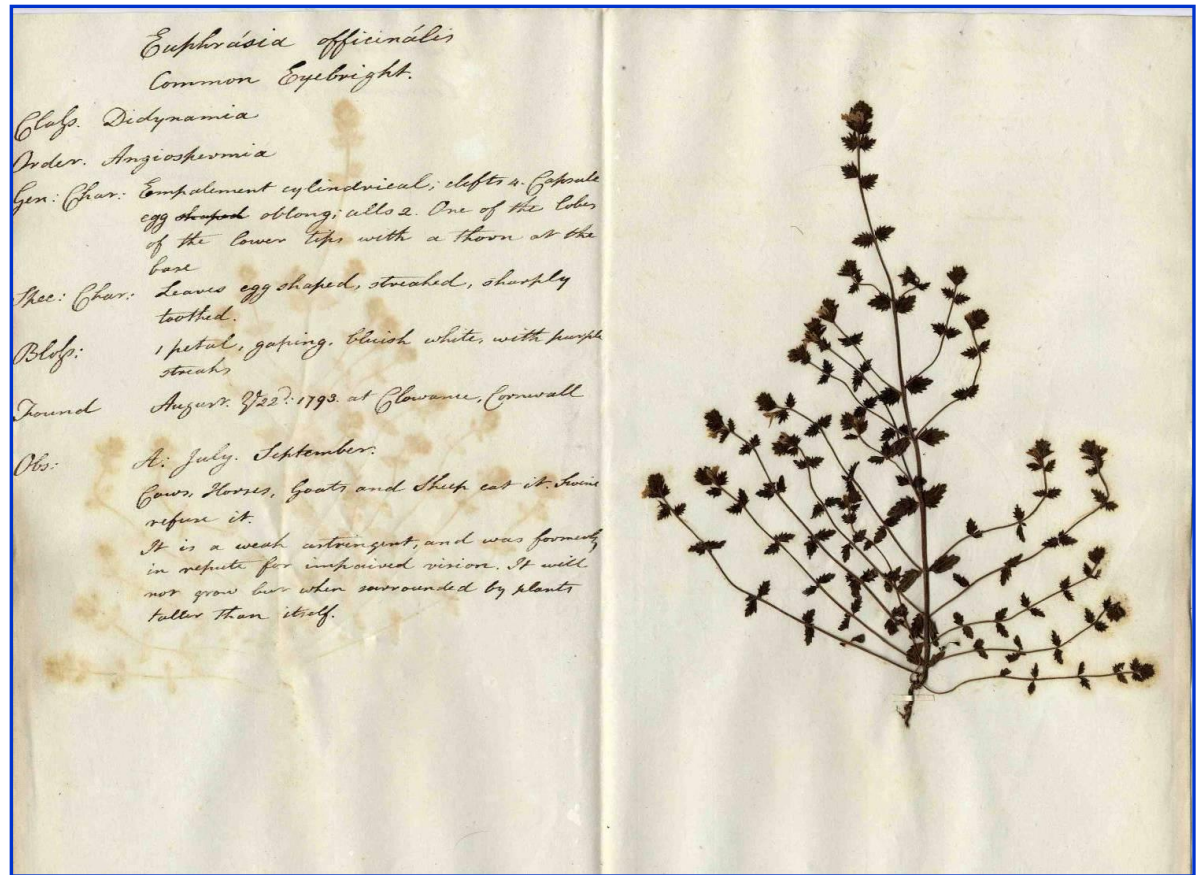 Euphrásia officinális
Common Eyebright.
Claſs. Didynamia
Order. Angiospermia
Gen: Char: Empalement cylindrical; clefts 4. Capsule
egg shaped oblong; cells 2. One of the lobes
of the lower tips with a thorn at the
base
Spec: Char: Leaves egg shaped, streaked, sharply
toothed.
Bloſs: 1 petal, gaping. bluish white, with purple
streaks
Found August. 22d: 1793. at Clowance, Cornwall
Obs: A: July. September.
Cows, Horses, Goats and Sheep eat it. Swine
refuse it.
It is a weak astringent, and was formerly
in repute for impaired vision. It will
not grow but when surrounded by plants
taller than itself.